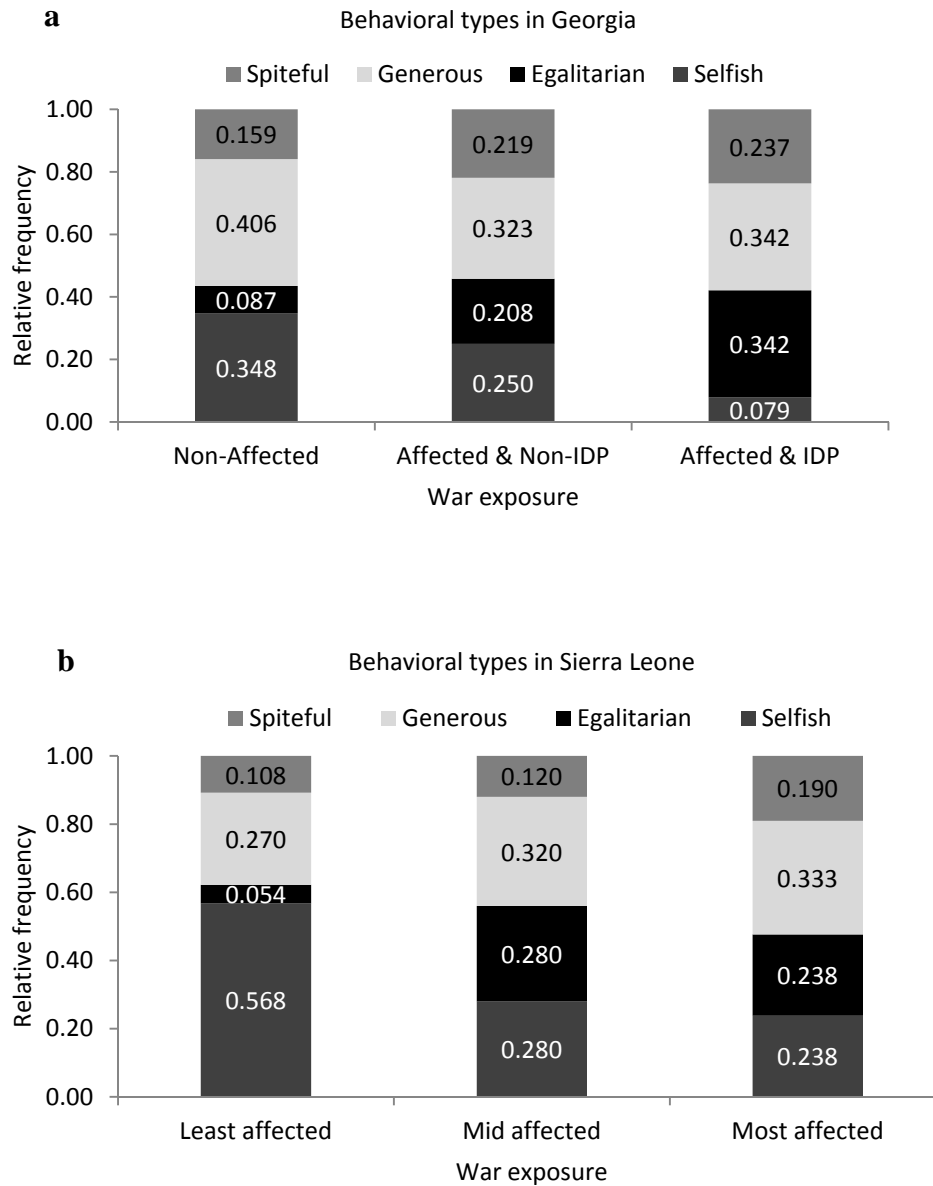 a
Behavioral types in Georgia
Spiteful Generous Egalitarian Selfish
Relative frequency
1.00
0.80
0.60
0.40
0.20
0.00
0.159 0.219 0.237
0.406 0.323 0.342
0.087 0.208 0.342
0.348 0.250 0.079
Non-Affected Affected & Non-IDP Affected & IDP
War exposure
b
Behavioral types in Sierra Leone
Spiteful Generous Egalitarian Selfish
Relative frequency
1.00
0.80
0.60
0.40
0.20
0.00
0.108 0.120 0.190
0.270 0.320 0.333
0.054 0.280 0.238
0.568 0.280 0.238
Least affected Mid affected Most affected
War exposure